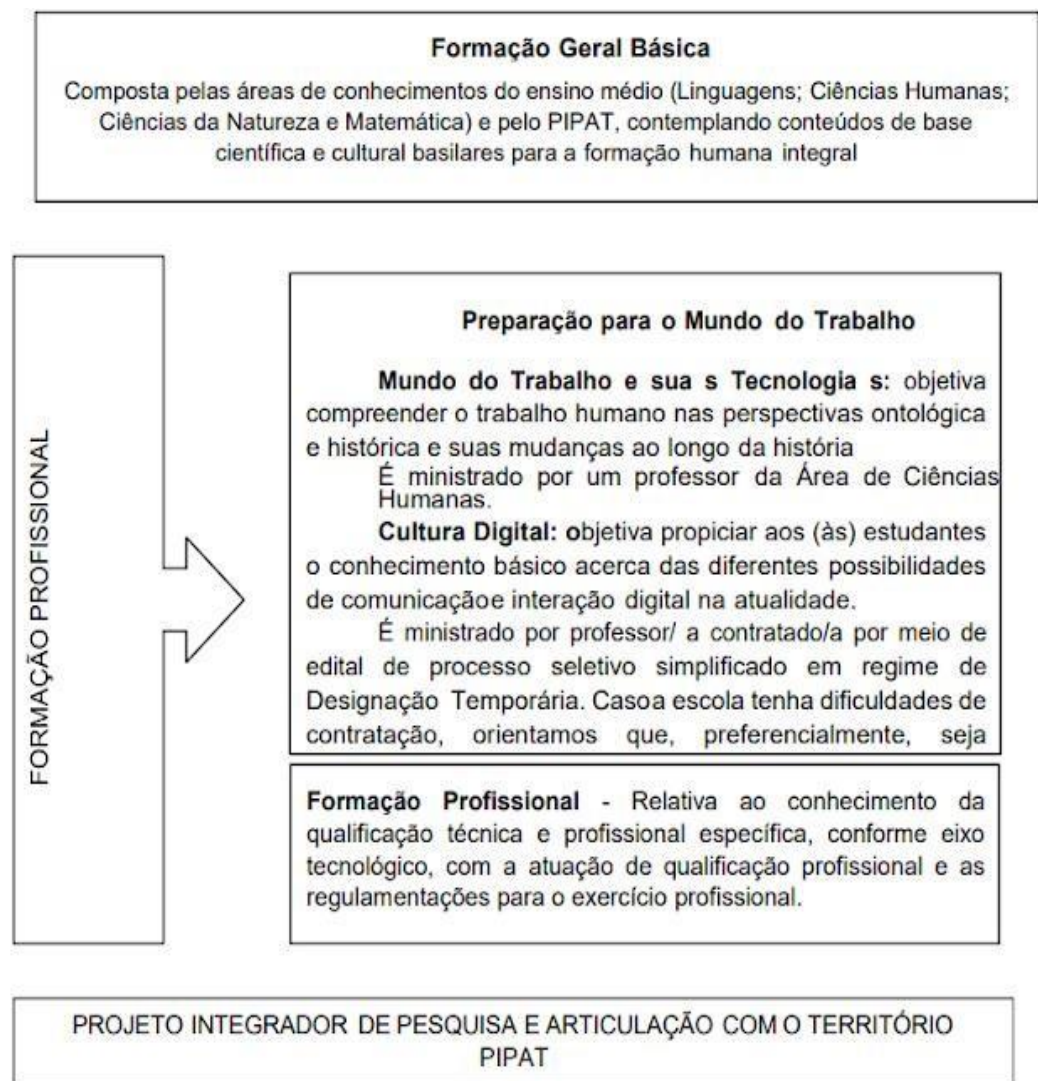 Formação Geral Básica
Composta pelas áreas de conhecimentos do ensino médio (Linguagens; Ciências Humanas;
Ciências da Natureza e Matemática) e pelo PIPAT, contemplando conteúdos de base
científica e cultural basilares para a formação humana integral
FORMAÇÃO PROFISSIONAL
Preparação para o Mundo do Trabalho
Mundo do Trabalho e sua s Tecnologia s: objetiva
compreender o trabalho humano nas perspectivas ontológica
e histórica e suas mudanças ao longo da história
É ministrado por um professor da Área de Ciências
Humanas.
Cultura Digital: objetiva propiciar aos (às) estudantes
o conhecimento básico acerca das diferentes possibilidades
de comunicaçãoe interação digital na atualidade.
É ministrado por professor/ a contratado/a por meio de
edital de processo seletivo simplificado em regime de
Designação Temporária. Casoa escola tenha dificuldades de
contratação, orientamos que, preferencialmente, seja
Formação Profissional - Relativa ao conhecimento da
qualificação técnica e profissional específica, conforme eixo
tecnológico, com a atuação de qualificação profissional e as
regulamentações para o exercício profissional.
PROJETO INTEGRADOR DE PESQUISA E ARTICULAÇÃO COM O TERRITÓRIO
PIPAT